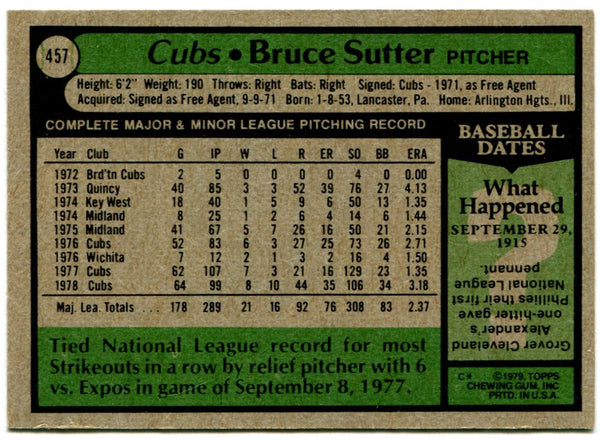 457
Cubs • Bruce Sutter PITCHER
Height: 6'2" Weight: 190 Throws: Right Bats: Right Signed: Cubs - 1971, as Free Agent
Acquired: Signed as Free Agent, 9-9-71 Born: 1-8-53, Lancaster, Pa. Home: Arlington Hgts., Ill.
COMPLETE MAJOR & MINOR LEAGUE PITCHING RECORD
Year Club G IP W L R ER SO BB ERA
1972 Brd'tn Cubs 2 5 0 0 0 0 4 0 0.00
1973 Quincy 40 85 3 3 52 39 76 27 4.13
1974 Key West 18 40 1 5 9 6 50 13 1.35
1974 Midland 8 25 1 2 6 4 14 6 1.44
1975 Midland 41 67 5 7 26 16 50 21 2.15
1976 Cubs 52 83 6 3 27 25 73 26 2.71
1976 Wichita 7 12 2 1 3 2 16 4 1.50
1977 Cubs 62 107 7 3 21 16 129 23 1.35
1978 Cubs 64 99 8 10 44 35 106 34 3.18
Maj. Lea. Totals ... 178 289 21 16 92 76 308 83 2.37
Tied National League record for most
Strikeouts in a row by relief pitcher with 6
vs. Expos in game of September 8, 1977.
BASEBALL
DATES
What
Happened
SEPTEMBER 29,
1915
Grover Cleveland
Alexander's
one-hitter gave
Phillies their first
National League
pennant.
C* ©1979, TOPPS
CHEWING GUM, INC
PRTD. IN U.S.A.